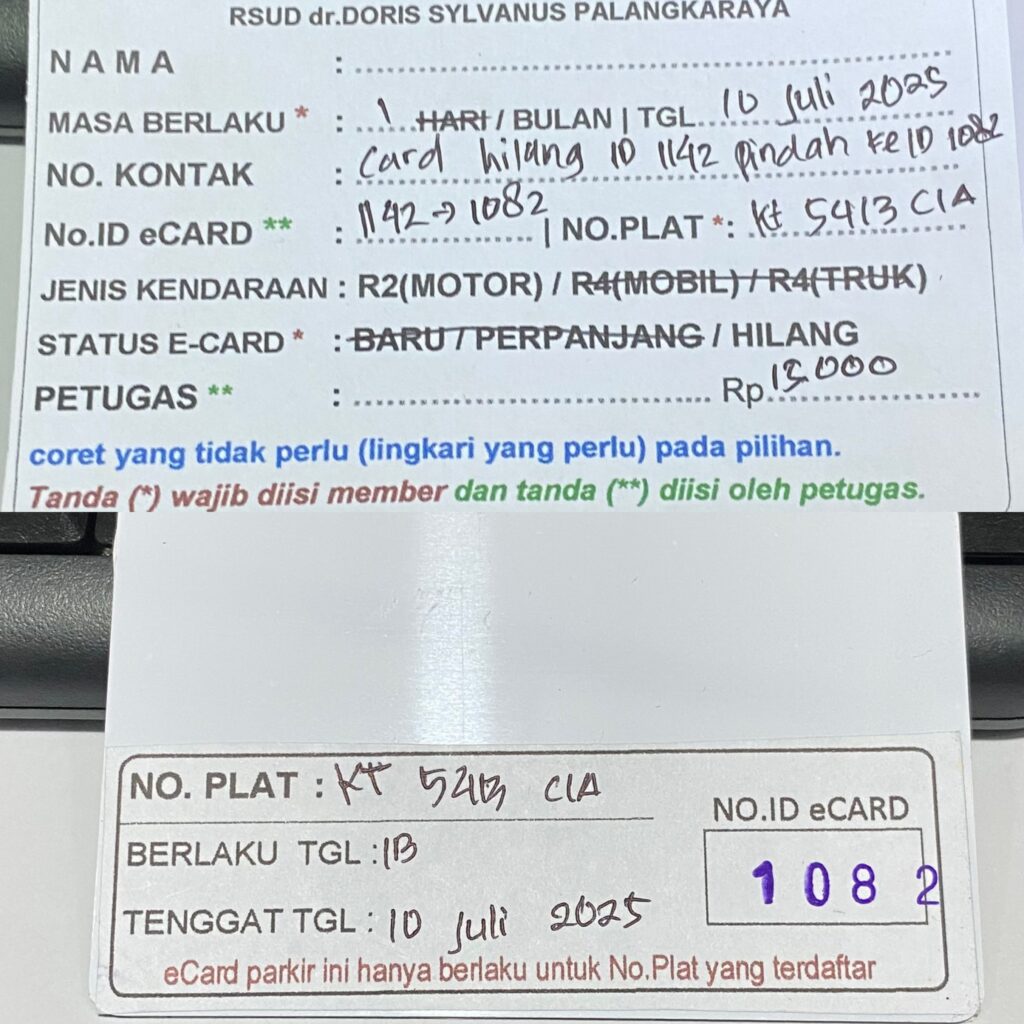 RSUD dr.DORIS SYLVANUS PALANGKARAYA
N A M A :
MASA BERLAKU * : 1 HARI / BULAN | TGL. 10 Juli 2025
NO. KONTAK : Card hilang ID 1142 pindah ke ID 1082
No.ID eCARD ** : 1142 → 1082 | NO.PLAT *: Kt 5413 CIA
JENIS KENDARAAN : R2(MOTOR) / R4(MOBIL) / R4(TRUK)
STATUS E-CARD * : BARU / PERPANJANG / HILANG
PETUGAS ** : Rp 15.000
coret yang tidak perlu (lingkari yang perlu) pada pilihan.
Tanda (*) wajib diisi member dan tanda (**) diisi oleh petugas.
NO. PLAT : KT 5413 CIA
BERLAKU TGL : 1B
TENGGAT TGL : 10 Juli 2025
NO.ID eCARD
1082
eCard parkir ini hanya berlaku untuk No.Plat yang terdaftar